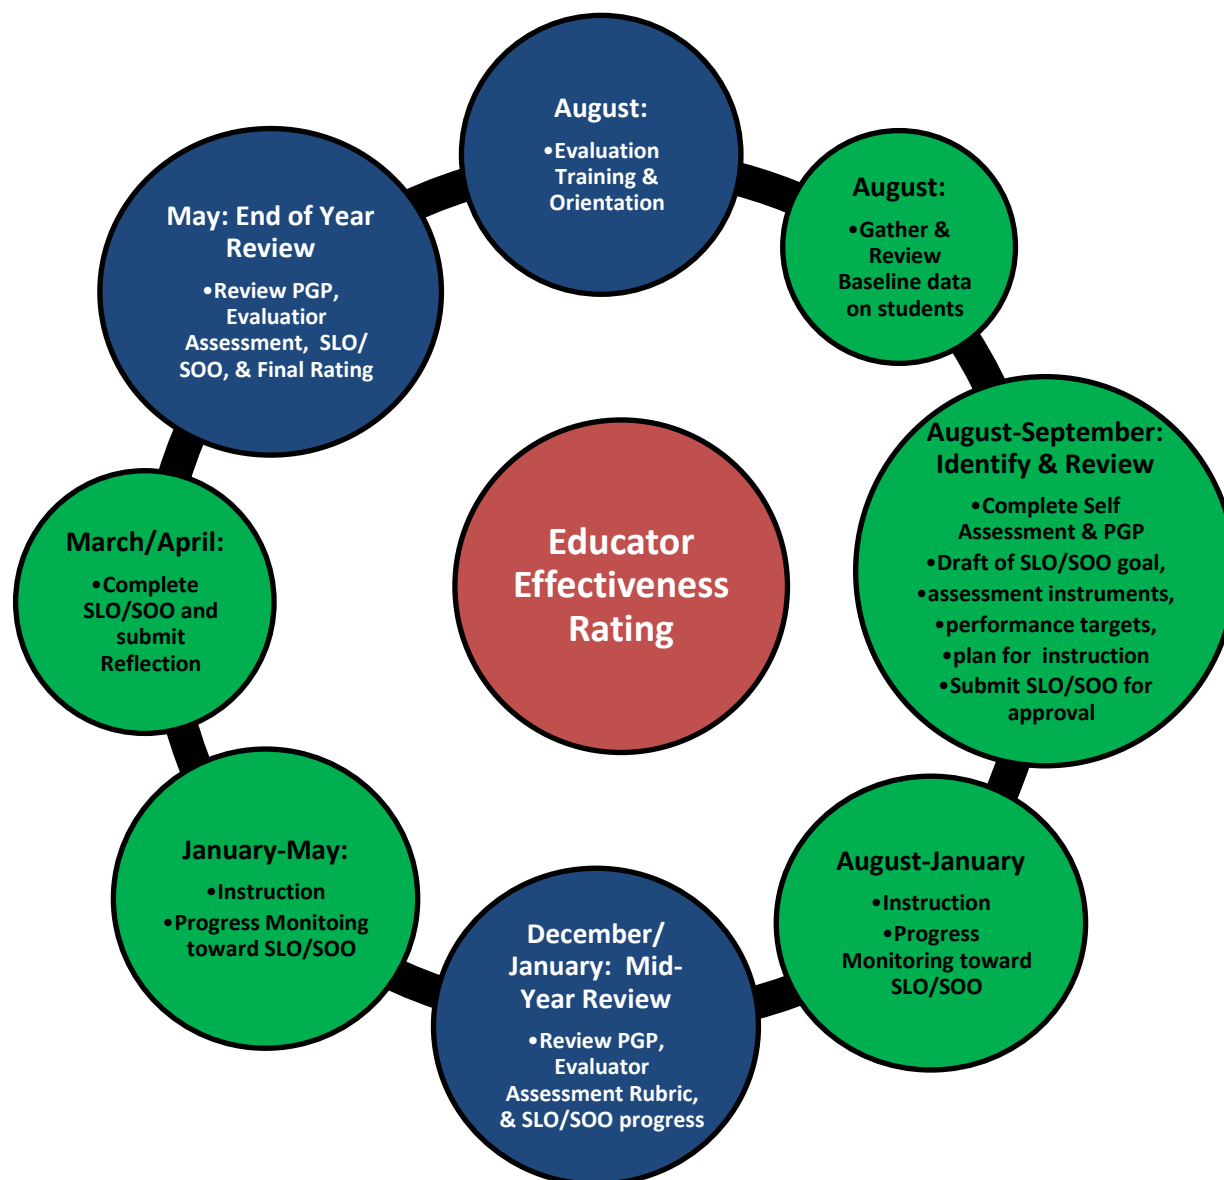 August:
•Evaluation
Training &
Orientation
August:
•Gather &
Review
Baseline data
on students
August-September:
Identify & Review
•Complete Self
Assessment & PGP
•Draft of SLO/SOO goal,
•assessment instruments,
•performance targets,
•plan for instruction
•Submit SLO/SOO for
approval
August-January
•Instruction
•Progress
Monitoring toward
SLO/SOO
December/
January: Mid-
Year Review
•Review PGP,
Evaluator
Assessment Rubric,
& SLO/SOO progress
January-May:
•Instruction
•Progress Monitoing
toward SLO/SOO
March/April:
•Complete
SLO/SOO and
submit
Reflection
May: End of Year
Review
•Review PGP,
Evaluatior
Assessment, SLO/
SOO, & Final Rating
Educator
Effectiveness
Rating